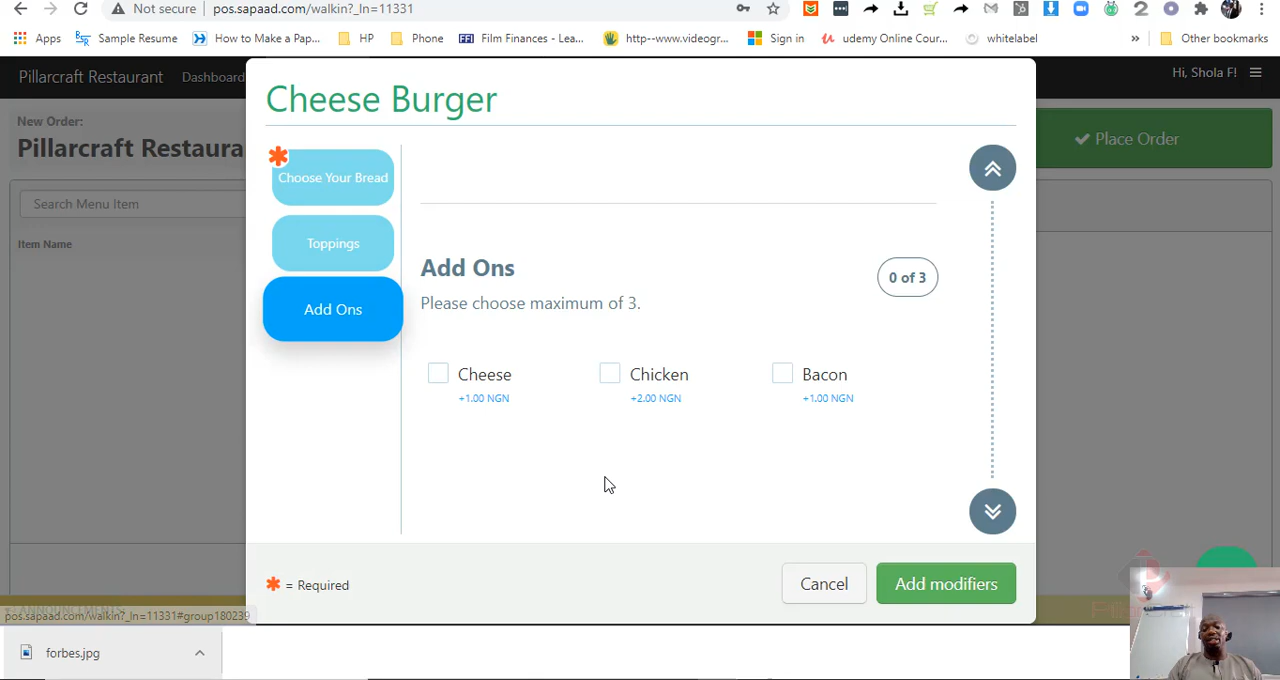 Not secure | pos.sapaad.com/walkin?_ln=11331
Apps Sample Resume How to Make a Pap... HP Phone Film Finances - Lea... http--www.videogr... Sign in udemy Online Cour... whitelabel » Other bookmarks
Pillarcraft Restaurant Dashboard Hi, Shola F!
New Order:
Pillarcraft Restaura
Place Order
Search Menu Item
Item Name
Cheese Burger
Choose Your Bread
Toppings
Add Ons
Add Ons
0 of 3
Please choose maximum of 3.
Cheese Chicken Bacon
+1.00 NGN +2.00 NGN +1.00 NGN
= Required
Cancel Add modifiers
ANNOUNCEMENTS
pos.sapaad.com/walkin?_ln=11331#group180239
forbes.jpg